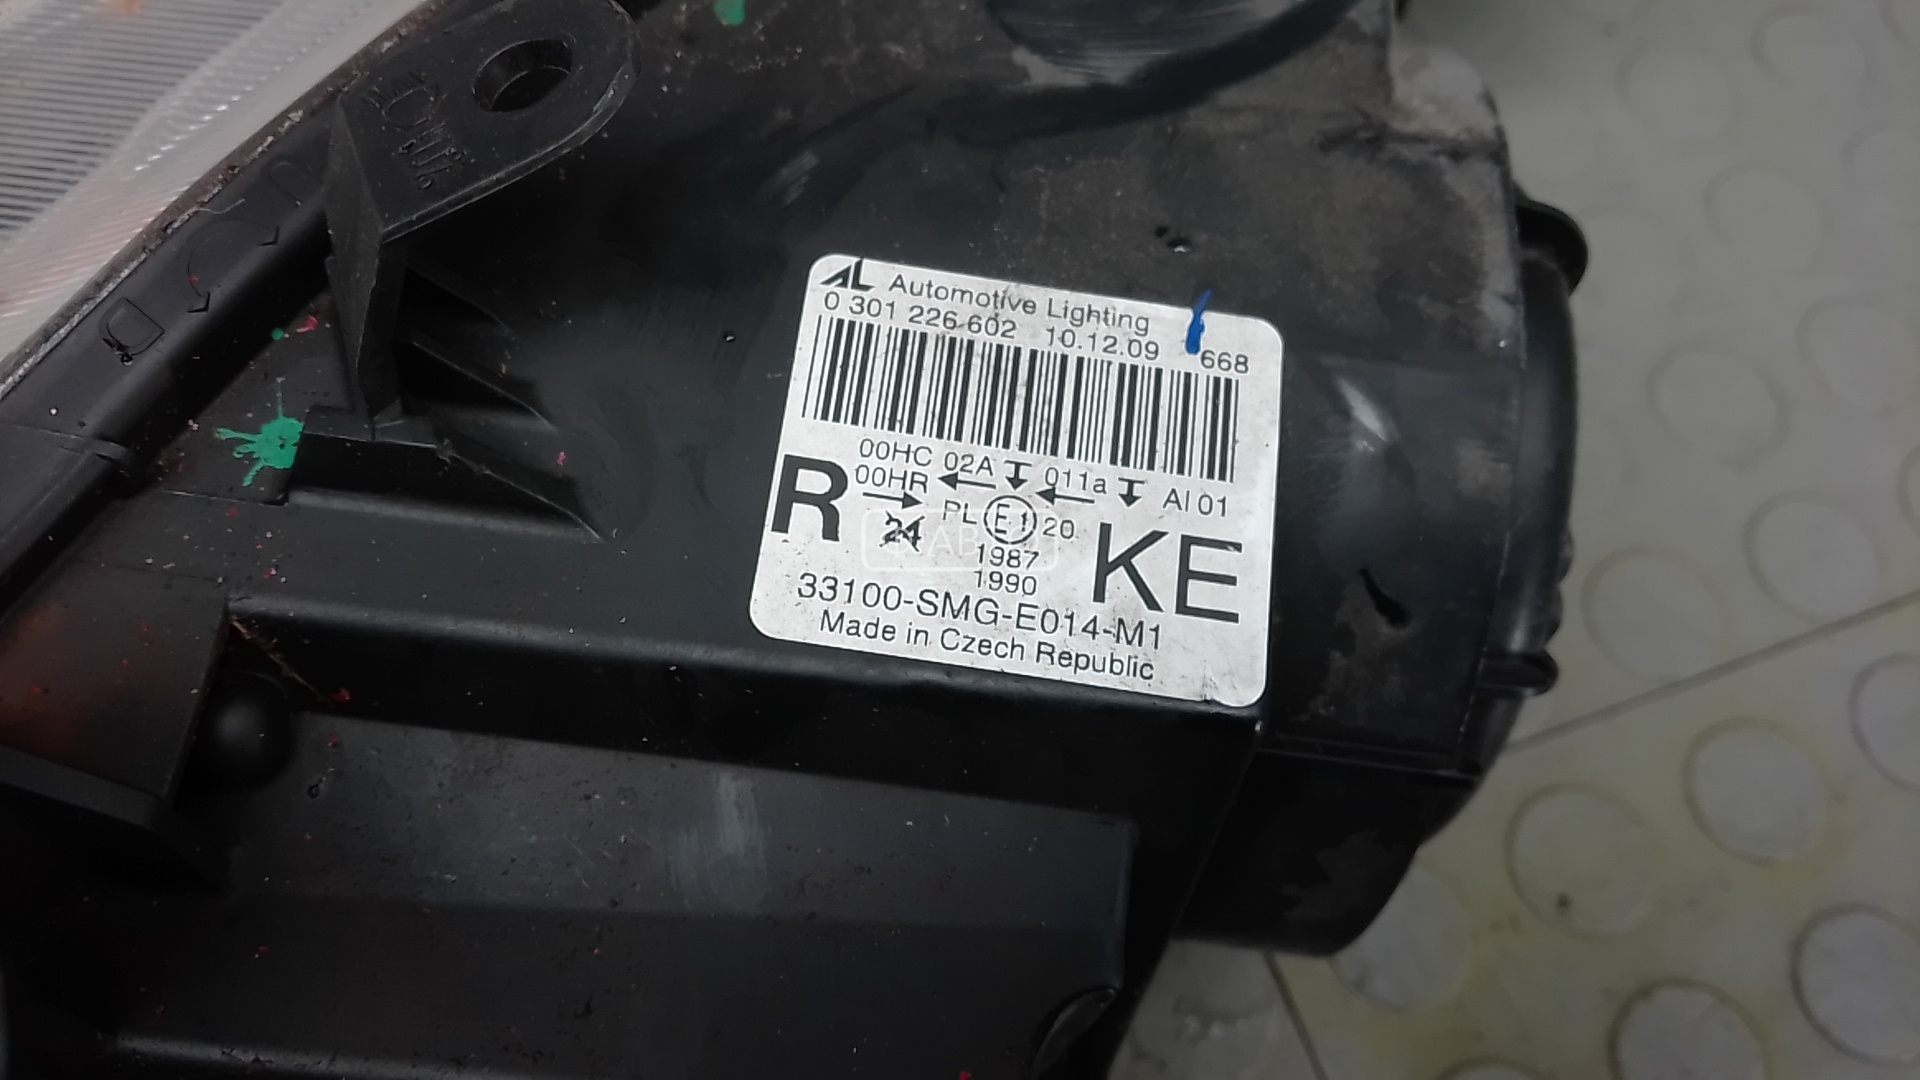 AL Automotive Lighting
0 301 226 602 10.12.09 668
00HC 02A 011a AI 01
R 00HR
24 PL E1 20 KE
1987
1990
33100-SMG-E014-M1
Made in Czech Republic